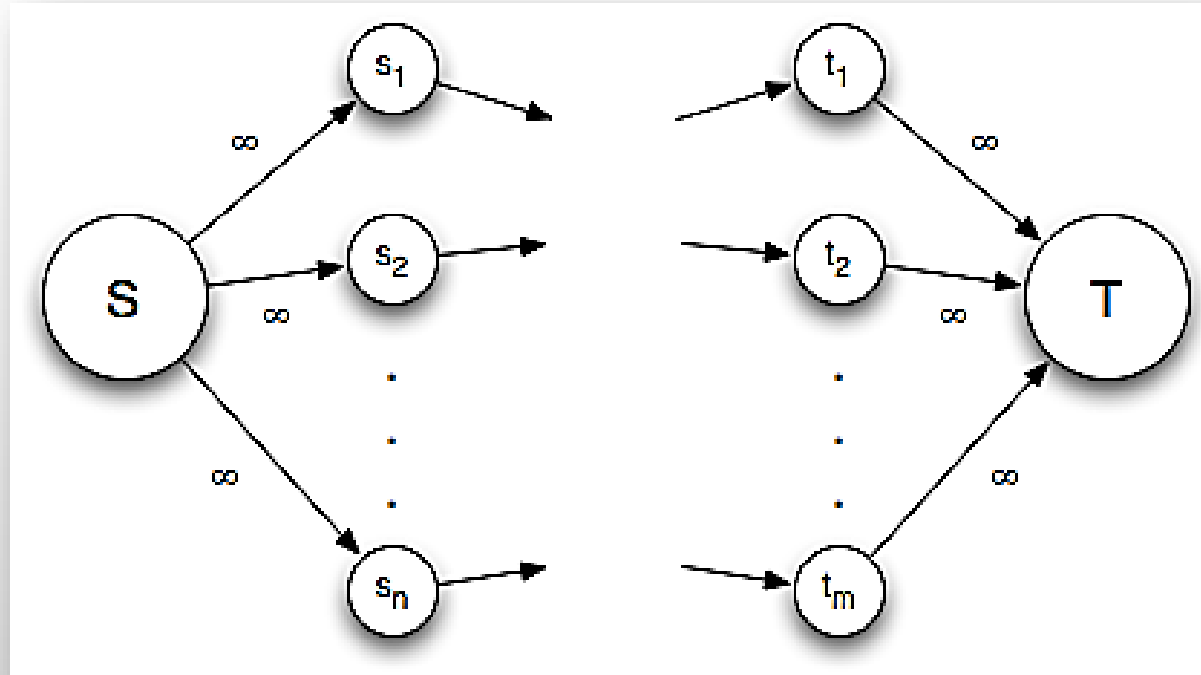 s₁
t₁
∞
∞
S
s₂
t₂
T
∞
∞
∞
∞
sₙ
tₘ